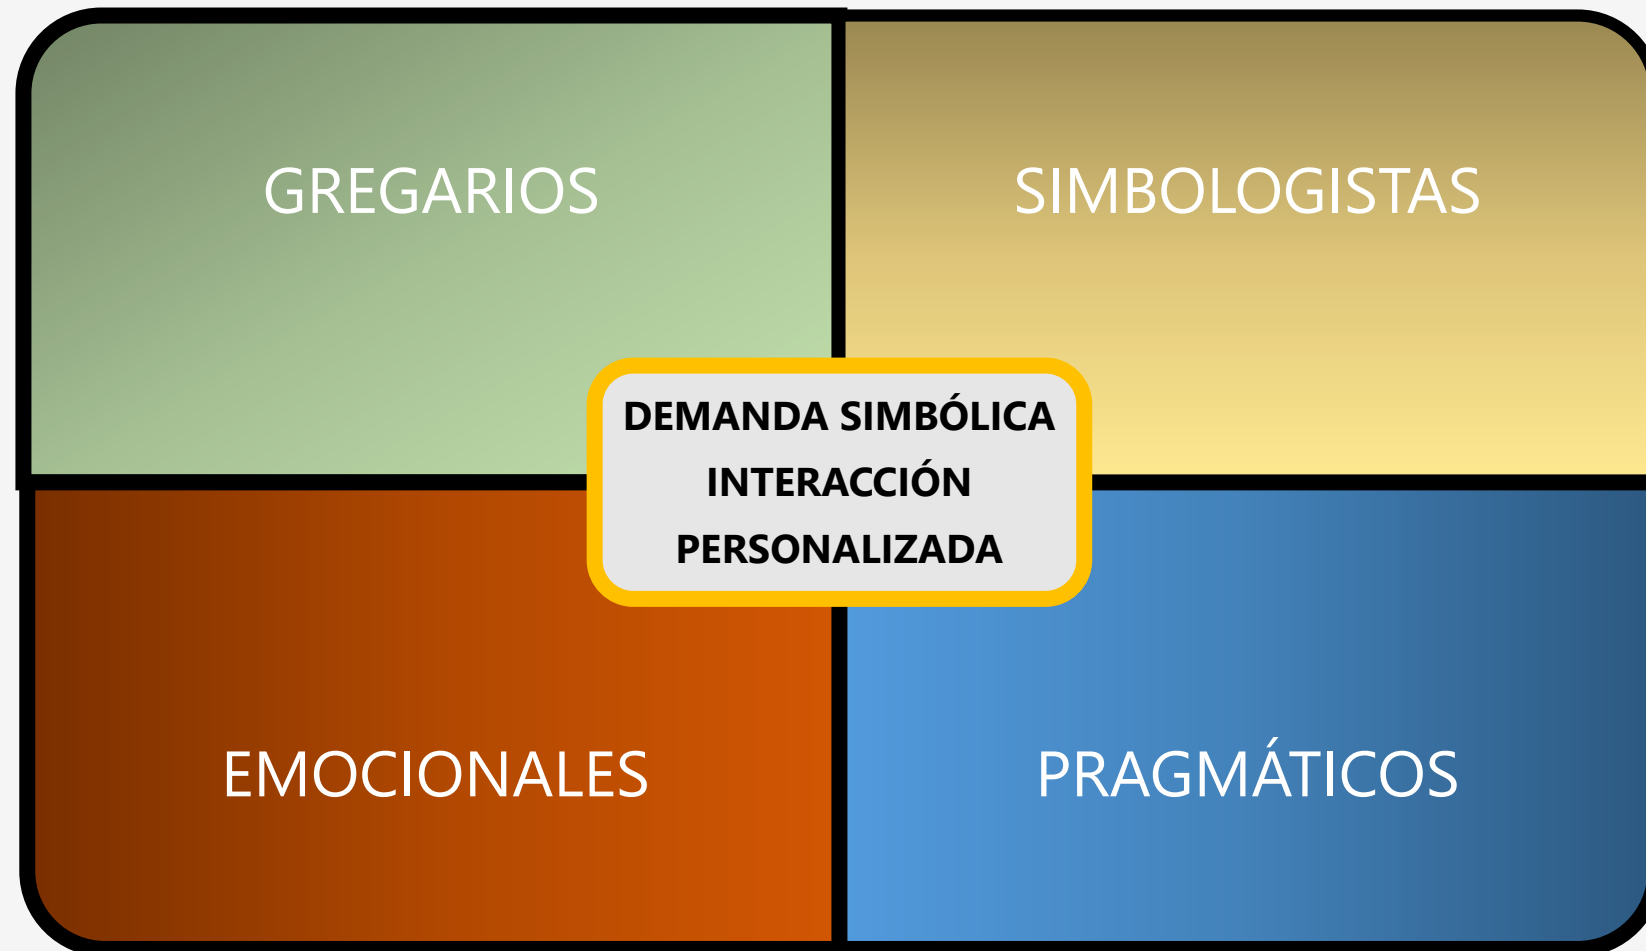 GREGARIOS
SIMBOLOGISTAS
DEMANDA SIMBÓLICA
INTERACCIÓN
PERSONALIZADA
EMOCIONALES
PRAGMÁTICOS